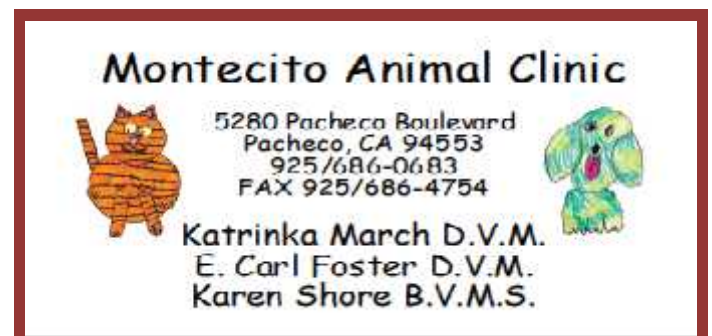 Montecito Animal Clinic
5280 Pacheco Boulevard
Pacheco, CA 94553
925/686-0683
FAX 925/686-4754
Katrinka March D.V.M.
E. Carl Foster D.V.M.
Karen Shore B.V.M.S.